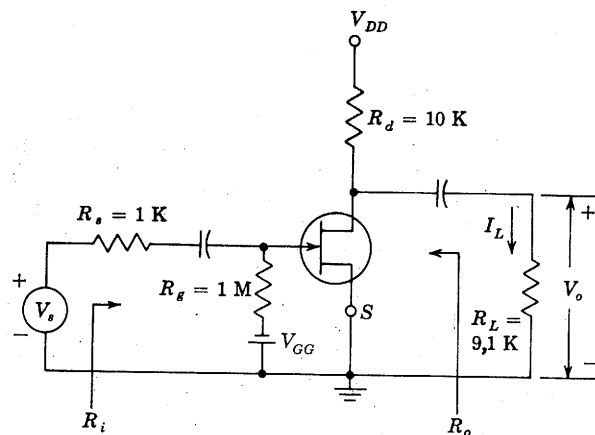 V_DD
R_d = 10 K
R_s = 1 K
+
V_s
−
R_g = 1 M
V_GG
S
I_L
+
V_o
R_L =
9,1 K
−
R_i
R_o